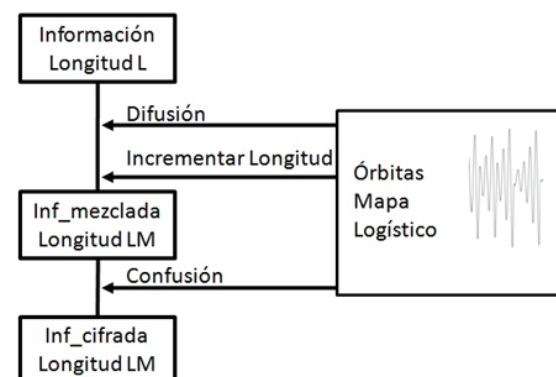 Información
Longitud L
Difusión
Incrementar Longitud
Órbitas
Mapa
Logístico
Inf_mezclada
Longitud LM
Confusión
Inf_cifrada
Longitud LM